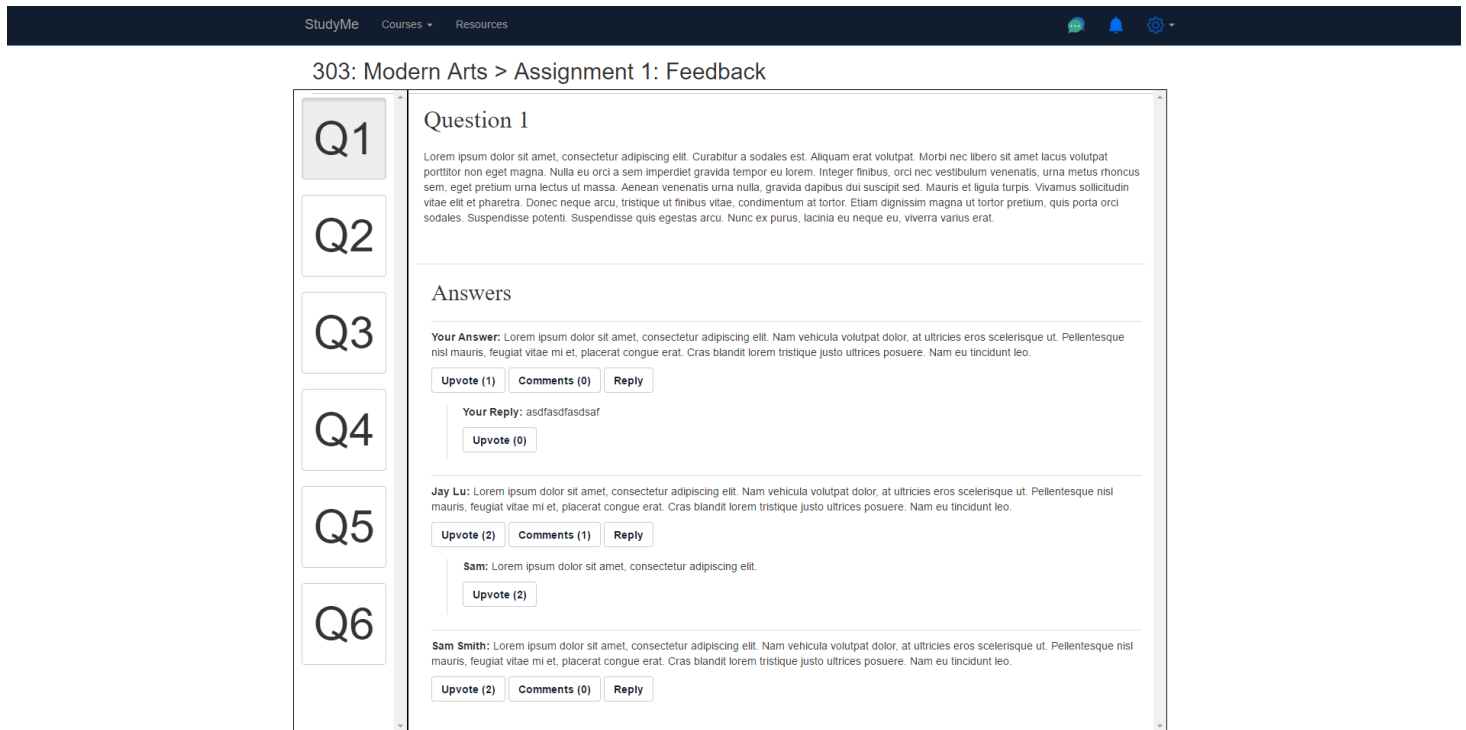 StudyMe Courses Resources
303: Modern Arts > Assignment 1: Feedback
Q1
Q2
Q3
Q4
Q5
Q6
Question 1
Lorem ipsum dolor sit amet, consectetur adipiscing elit. Curabitur a sodales est. Aliquam erat volutpat. Morbi nec libero sit amet lacus volutpat
porttitor non eget magna. Nulla eu orci a sem imperdiet gravida tempor eu lorem. Integer finibus, orci nec vestibulum venenatis, urna metus rhoncus
sem, eget pretium urna lectus ut massa. Aenean venenatis urna nulla, gravida dapibus dui suscipit sed. Mauris et ligula turpis. Vivamus sollicitudin
vitae elit et pharetra. Donec neque arcu, tristique ut finibus vitae, condimentum at tortor. Etiam dignissim magna ut tortor pretium, quis porta orci
sodales. Suspendisse potenti. Suspendisse quis egestas arcu. Nunc ex purus, lacinia eu neque eu, viverra varius erat.
Answers
Your Answer: Lorem ipsum dolor sit amet, consectetur adipiscing elit. Nam vehicula volutpat dolor, at ultricies eros scelerisque ut. Pellentesque
nisl mauris, feugiat vitae mi et, placerat congue erat. Cras blandit lorem tristique justo ultrices posuere. Nam eu tincidunt leo.
Upvote (1) Comments (0) Reply
Your Reply: asdfasdfasdsaf
Upvote (0)
Jay Lu: Lorem ipsum dolor sit amet, consectetur adipiscing elit. Nam vehicula volutpat dolor, at ultricies eros scelerisque ut. Pellentesque nisl
mauris, feugiat vitae mi et, placerat congue erat. Cras blandit lorem tristique justo ultrices posuere. Nam eu tincidunt leo.
Upvote (2) Comments (1) Reply
Sam: Lorem ipsum dolor sit amet, consectetur adipiscing elit.
Upvote (2)
Sam Smith: Lorem ipsum dolor sit amet, consectetur adipiscing elit. Nam vehicula volutpat dolor, at ultricies eros scelerisque ut. Pellentesque nisl
mauris, feugiat vitae mi et, placerat congue erat. Cras blandit lorem tristique justo ultrices posuere. Nam eu tincidunt leo.
Upvote (2) Comments (0) Reply